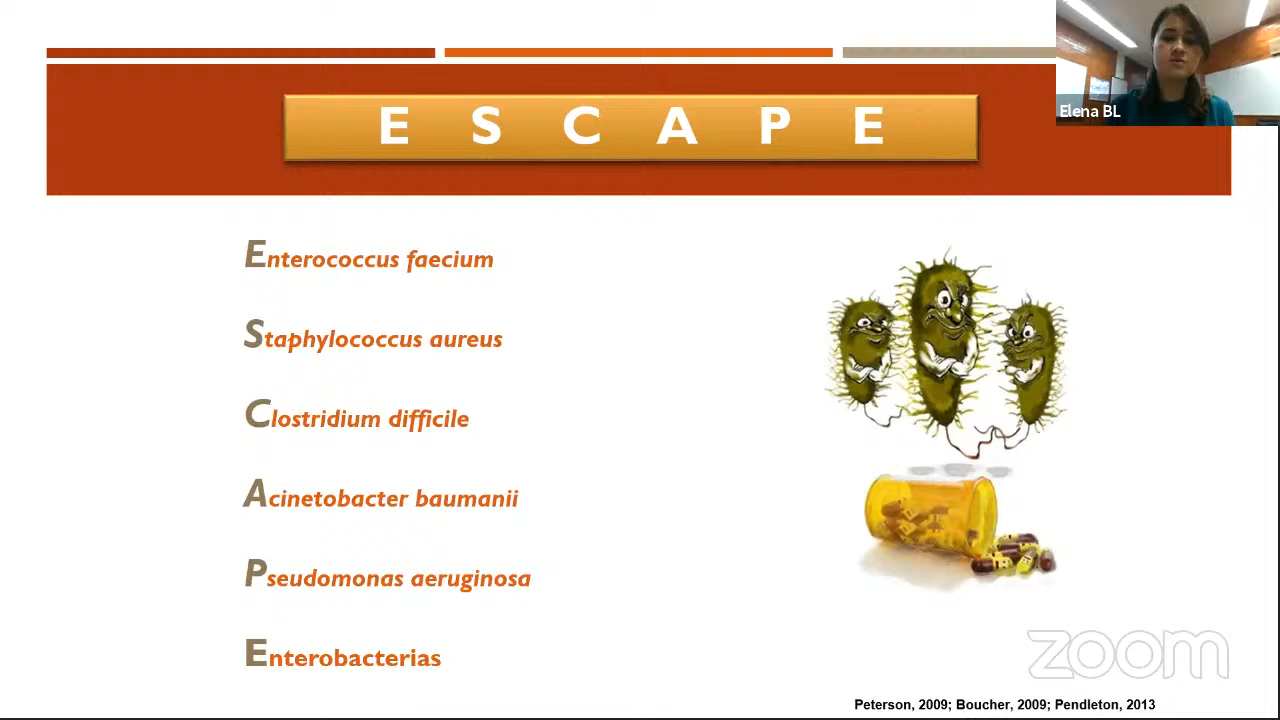 E S C A P E
Elena BL
Enterococcus faecium
Staphylococcus aureus
Clostridium difficile
Acinetobacter baumanii
Pseudomonas aeruginosa
Enterobacterias
zoom
Peterson, 2009; Boucher, 2009; Pendleton, 2013